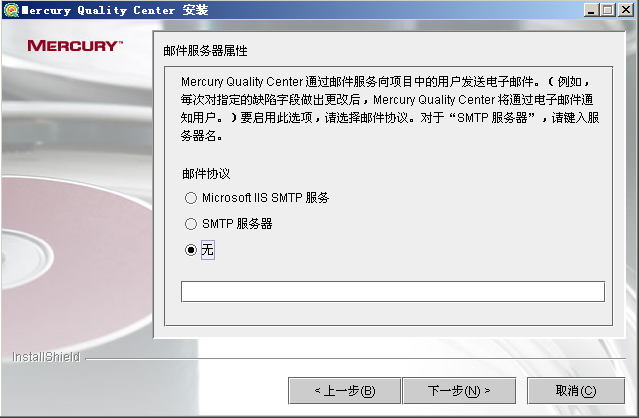 Mercury Quality Center 安装
MERCURY™
邮件服务器属性
Mercury Quality Center 通过邮件服务向项目中的用户发送电子邮件。（例如，
每次对指定的缺陷字段做出更改后，Mercury Quality Center 将通过电子邮件通
知用户。）要启用此选项，请选择邮件协议。对于“SMTP 服务器”，请键入服
务器名。
邮件协议
Microsoft IIS SMTP 服务
SMTP 服务器
无
InstallShield
< 上一步(B)
下一步(N) >
取消(C)